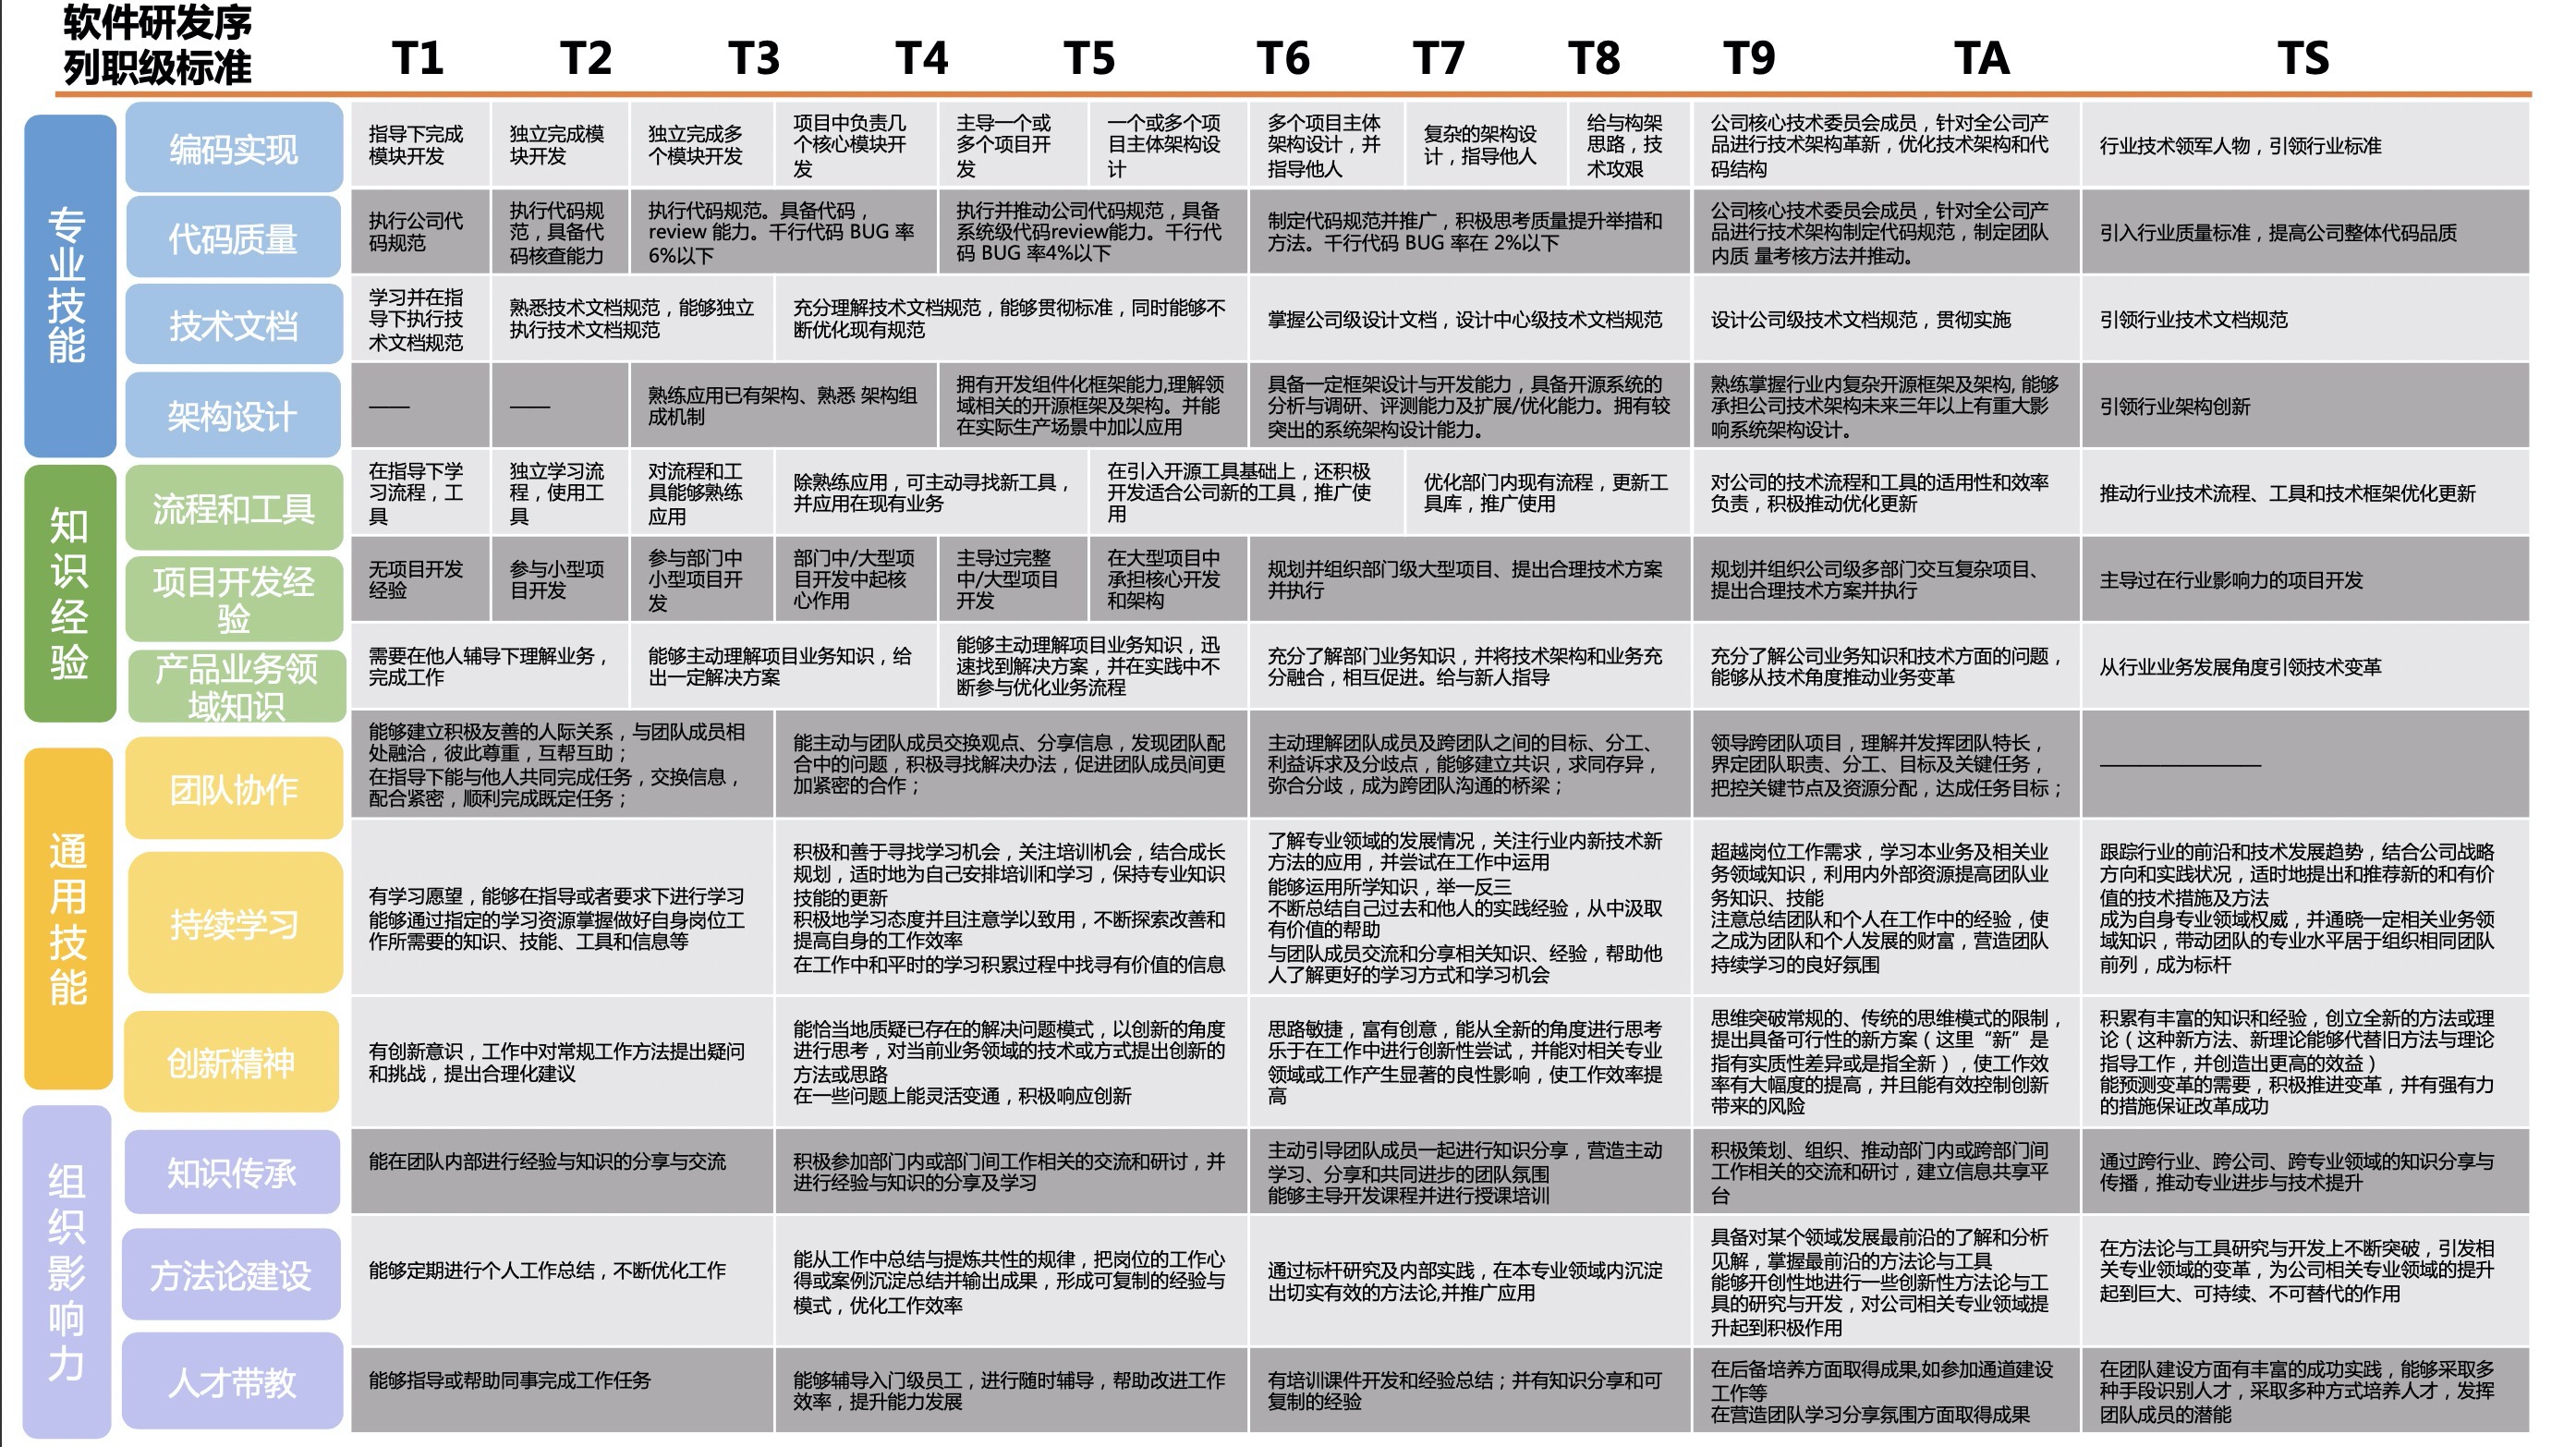 软件研发序
列职级标准
T1
T2
T3
T4
T5
T6
T7
T8
T9
TA
TS
专业技能
编码实现
指导下完成
模块开发
独立完成模
块开发
独立完成多
个模块开发
项目中负责几
个核心模块开
发
主导一个或
多个项目开
发
一个或多个项
目主体架构设
计
多个项目主体
架构设计，并
指导他人
复杂的架构设
计，指导他人
给与构架
思路，技
术攻艰
公司核心技术委员会成员，针对全公司产
品进行技术架构革新，优化技术架构和代
码结构
行业技术领军人物，引领行业标准
代码质量
执行公司代
码规范
执行代码规
范，具备代
码核查能力
执行代码规范。具备代码，
review 能力。千行代码 BUG 率
6%以下
执行并推动公司代码规范，具备
系统级代码review能力。千行代
码 BUG 率4%以下
制定代码规范并推广，积极思考质量提升举措和
方法。千行代码 BUG 率在 2%以下
公司核心技术委员会成员，针对全公司产
品进行技术架构制定代码规范，制定团队
内质 量考核方法并推动。
引入行业质量标准，提高公司整体代码品质
技术文档
学习并在指
导下执行技
术文档规范
熟悉技术文档规范，能够独立
执行技术文档规范
充分理解技术文档规范，能够贯彻标准，同时能够不
断优化现有规范
掌握公司级设计文档，设计中心级技术文档规范
设计公司级技术文档规范，贯彻实施
引领行业技术文档规范
架构设计
——
——
熟练应用已有架构、熟悉 架构组
成机制
拥有开发组件化框架能力,理解领
域相关的开源框架及架构。并能
在实际生产场景中加以应用
具备一定框架设计与开发能力，具备开源系统的
分析与调研、评测能力及扩展/优化能力。拥有较
突出的系统架构设计能力。
熟练掌握行业内复杂开源框架及架构, 能够
承担公司技术架构未来三年以上有重大影
响系统架构设计。
引领行业架构创新
知识经验
流程和工具
在指导下学
习流程，工
具
独立学习流
程，使用工
具
对流程和工
具能够熟练
应用
除熟练应用，可主动寻找新工具，
并应用在现有业务
在引入开源工具基础上，还积极
开发适合公司新的工具，推广使
用
优化部门内现有流程，更新工
具库，推广使用
对公司的技术流程和工具的适用性和效率
负责，积极推动优化更新
推动行业技术流程、工具和技术框架优化更新
项目开发经
验
无项目开发
经验
参与小型项
目开发
参与部门中
小型项目开
发
部门中/大型项
目开发中起核
心作用
主导过完整
中/大型项目
开发
在大型项目中
承担核心开发
和架构
规划并组织部门级大型项目、提出合理技术方案
并执行
规划并组织公司级多部门交互复杂项目、
提出合理技术方案并执行
主导过在行业影响力的项目开发
产品业务领
域知识
需要在他人辅导下理解业务，
完成工作
能够主动理解项目业务知识，给
出一定解决方案
能够主动理解项目业务知识，迅
速找到解决方案，并在实践中不
断参与优化业务流程
充分了解部门业务知识，并将技术架构和业务充
分融合，相互促进。给与新人指导
充分了解公司业务知识和技术方面的问题，
能够从技术角度推动业务变革
从行业业务发展角度引领技术变革
通用技能
团队协作
能够建立积极友善的人际关系，与团队成员相
处融洽，彼此尊重，互帮互助；
在指导下能与他人共同完成任务，交换信息，
配合紧密，顺利完成既定任务；
能主动与团队成员交换观点、分享信息，发现团队配
合中的问题，积极寻找解决办法，促进团队成员间更
加紧密的合作；
主动理解团队成员及跨团队之间的目标、分工、
利益诉求及分歧点，能够建立共识，求同存异，
弥合分歧，成为跨团队沟通的桥梁；
领导跨团队项目，理解并发挥团队特长，
界定团队职责、分工、目标及关键任务，
把控关键节点及资源分配，达成任务目标；
————————
持续学习
有学习愿望，能够在指导或者要求下进行学习
能够通过指定的学习资源掌握做好自身岗位工
作所需要的知识、技能、工具和信息等
积极和善于寻找学习机会，关注培训机会，结合成长
规划，适时地为自己安排培训和学习，保持专业知识
技能的更新
积极地学习态度并且注意学以致用，不断探索改善和
提高自身的工作效率
在工作中和平时的学习积累过程中找寻有价值的信息
了解专业领域的发展情况，关注行业内新技术新
方法的应用，并尝试在工作中运用
能够运用所学知识，举一反三
不断总结自己过去和他人的实践经验，从中汲取
有价值的帮助
与团队成员交流和分享相关知识、经验，帮助他
人了解更好的学习方式和学习机会
超越岗位工作需求，学习本业务及相关业
务领域知识，利用内外部资源提高团队业
务知识、技能
注意总结团队和个人在工作中的经验，使
之成为团队和个人发展的财富，营造团队
持续学习的良好氛围
跟踪行业的前沿和技术发展趋势，结合公司战略
方向和实践状况，适时地提出和推荐新的和有价
值的技术措施及方法
成为自身专业领域权威，并通晓一定相关业务领
域知识，带动团队的专业水平居于组织相同团队
前列，成为标杆
创新精神
有创新意识，工作中对常规工作方法提出疑问
和挑战，提出合理化建议
能恰当地质疑已存在的解决问题模式，以创新的角度
进行思考，对当前业务领域的技术或方式提出创新的
方法或思路
在一些问题上能灵活变通，积极响应创新
思路敏捷，富有创意，能从全新的角度进行思考
乐于在工作中进行创新性尝试，并能对相关专业
领域或工作产生显著的良性影响，使工作效率提
高
思维突破常规的、传统的思维模式的限制，
提出具备可行性的新方案（这里“新”是
指有实质性差异或是指全新），使工作效
率有大幅度的提高，并且能有效控制创新
带来的风险
积累有丰富的知识和经验，创立全新的方法或理
论（这种新方法、新理论能够代替旧方法与理论
指导工作，并创造出更高的效益）
能预测变革的需要，积极推进变革，并有强有力
的措施保证改革成功
组织影响力
知识传承
能在团队内部进行经验与知识的分享与交流
积极参加部门内或部门间工作相关的交流和研讨，并
进行经验与知识的分享及学习
主动引导团队成员一起进行知识分享，营造主动
学习、分享和共同进步的团队氛围
能够主导开发课程并进行授课培训
积极策划、组织、推动部门内或跨部门间
工作相关的交流和研讨，建立信息共享平
台
通过跨行业、跨公司、跨专业领域的知识分享与
传播，推动专业进步与技术提升
方法论建设
能够定期进行个人工作总结，不断优化工作
能从工作中总结与提炼共性的规律，把岗位的工作心
得或案例沉淀总结并输出成果，形成可复制的经验与
模式，优化工作效率
通过标杆研究及内部实践，在本专业领域内沉淀
出切实有效的方法论,并推广应用
具备对某个领域发展最前沿的了解和分析
见解，掌握最前沿的方法论与工具
能够开创性地进行一些创新性方法论与工
具的研究与开发，对公司相关专业领域提
升起到积极作用
在方法论与工具研究与开发上不断突破，引发相
关专业领域的变革，为公司相关专业领域的提升
起到巨大、可持续、不可替代的作用
人才带教
能够指导或帮助同事完成工作任务
能够辅导入门级员工，进行随时辅导，帮助改进工作
效率，提升能力发展
有培训课件开发和经验总结；并有知识分享和可
复制的经验
在后备培养方面取得成果,如参加通道建设
工作等
在营造团队学习分享氛围方面取得成果
在团队建设方面有丰富的成功实践，能够采取多
种手段识别人才，采取多种方式培养人才，发挥
团队成员的潜能